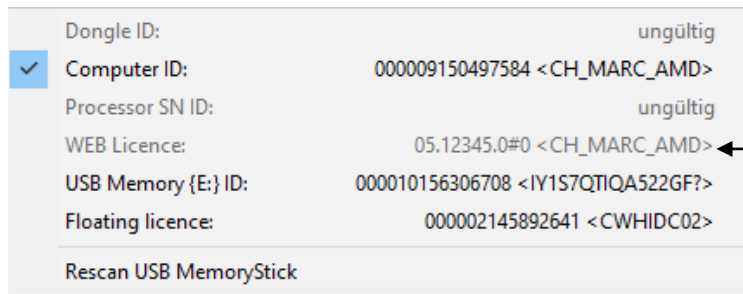 Dongle ID: ungültig
Computer ID: 000009150497584 <CH_MARC_AMD>
Processor SN ID: ungültig
WEB Licence: 05.12345.0#0 <CH_MARC_AMD>
USB Memory {E:} ID: 000010156306708 <IY1S7QTIQA522GF?>
Floating licence: 000002145892641 <CWHIDC02>
Rescan USB MemoryStick